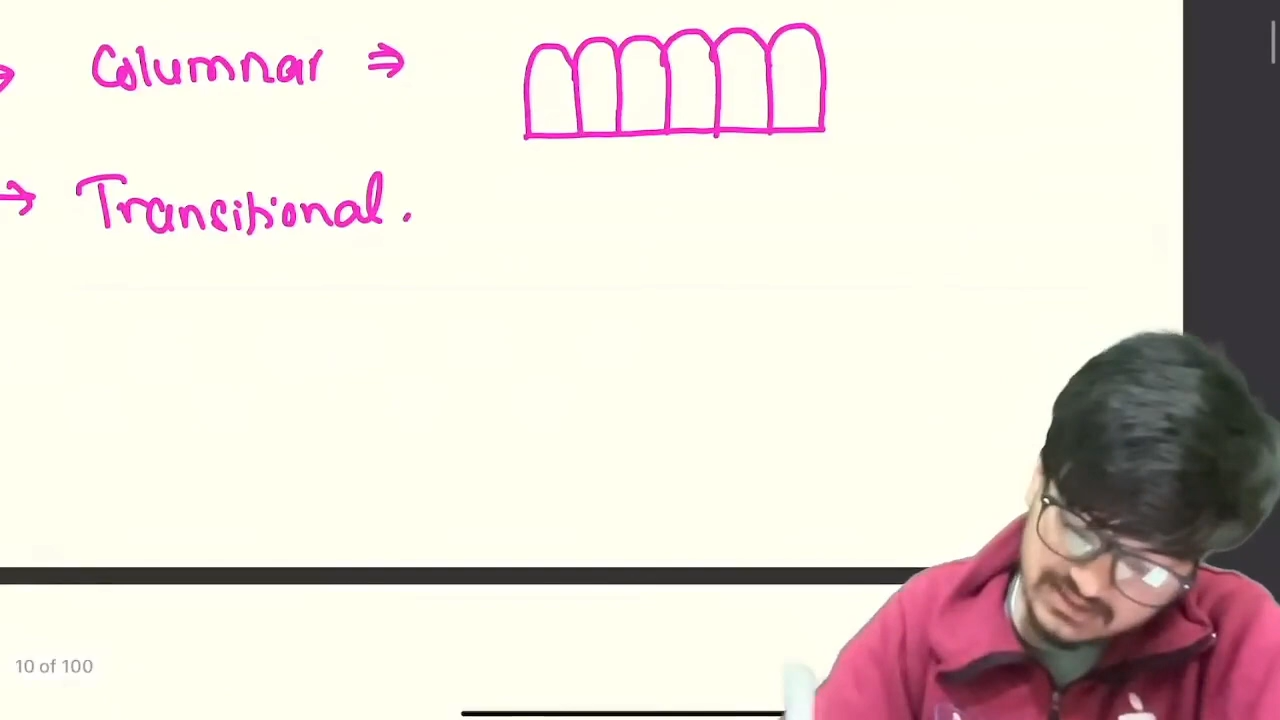 → Columnar ⇒
→ Transitional.
10 of 100